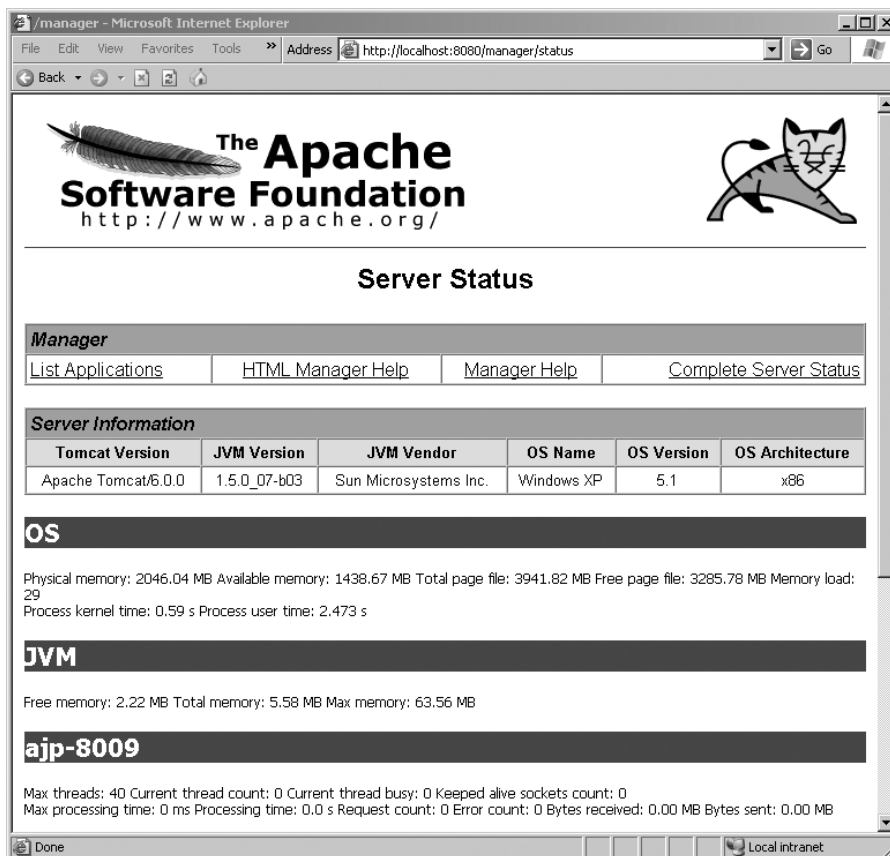 /manager - Microsoft Internet Explorer
File Edit View Favorites Tools » Address http://localhost:8080/manager/status Go
Back
The Apache
Software Foundation
http://www.apache.org/
Server Status
Manager
List Applications HTML Manager Help Manager Help Complete Server Status
Server Information
Tomcat Version JVM Version JVM Vendor OS Name OS Version OS Architecture
Apache Tomcat/6.0.0 1.5.0_07-b03 Sun Microsystems Inc. Windows XP 5.1 x86
OS
Physical memory: 2046.04 MB Available memory: 1438.67 MB Total page file: 3941.82 MB Free page file: 3285.78 MB Memory load:
29
Process kernel time: 0.59 s Process user time: 2.473 s
JVM
Free memory: 2.22 MB Total memory: 5.58 MB Max memory: 63.56 MB
ajp-8009
Max threads: 40 Current thread count: 0 Current thread busy: 0 Keeped alive sockets count: 0
Max processing time: 0 ms Processing time: 0.0 s Request count: 0 Error count: 0 Bytes received: 0.00 MB Bytes sent: 0.00 MB
Done Local intranet